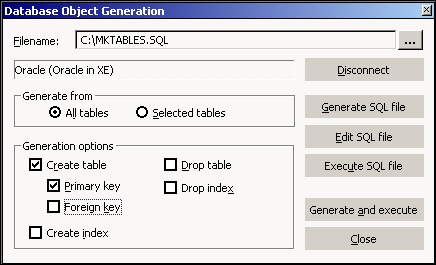 Database Object Generation
Filename: C:\MKTABLES.SQL ...
Oracle (Oracle in XE) Disconnect
Generate from
All tables Selected tables
Generate SQL file
Edit SQL file
Generation options
Create table Drop table
Execute SQL file
Primary key Drop index
Foreign key
Generate and execute
Create index
Close